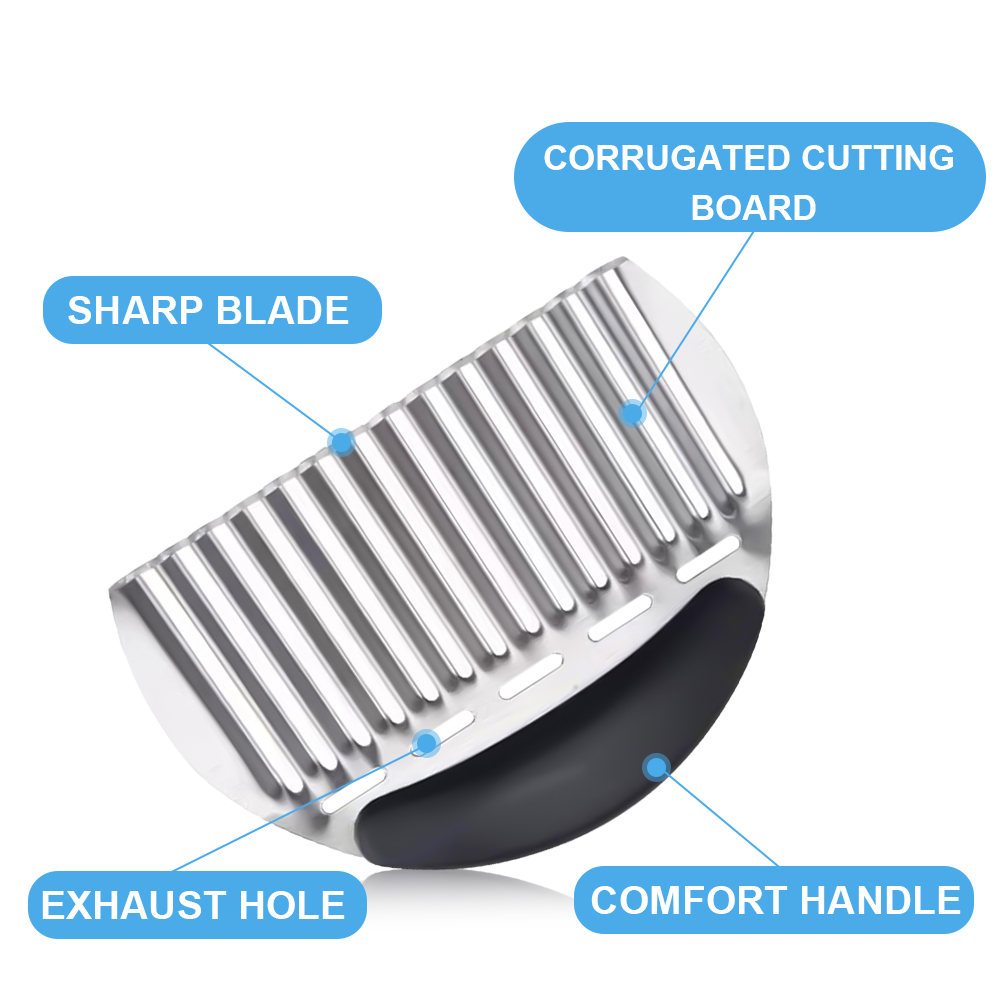 CORRUGATED CUTTING
BOARD
SHARP BLADE
EXHAUST HOLE
COMFORT HANDLE